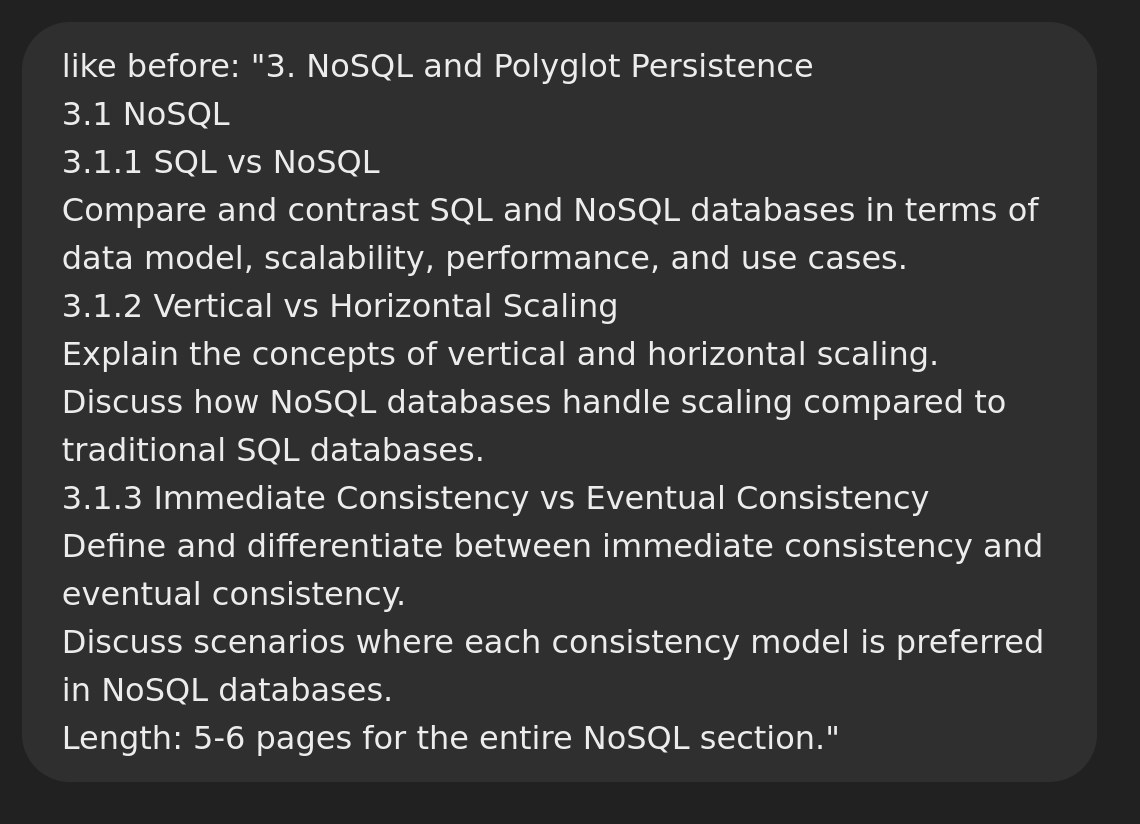 like before: "3. NoSQL and Polyglot Persistence
3.1 NoSQL
3.1.1 SQL vs NoSQL
Compare and contrast SQL and NoSQL databases in terms of
data model, scalability, performance, and use cases.
3.1.2 Vertical vs Horizontal Scaling
Explain the concepts of vertical and horizontal scaling.
Discuss how NoSQL databases handle scaling compared to
traditional SQL databases.
3.1.3 Immediate Consistency vs Eventual Consistency
Define and differentiate between immediate consistency and
eventual consistency.
Discuss scenarios where each consistency model is preferred
in NoSQL databases.
Length: 5-6 pages for the entire NoSQL section."